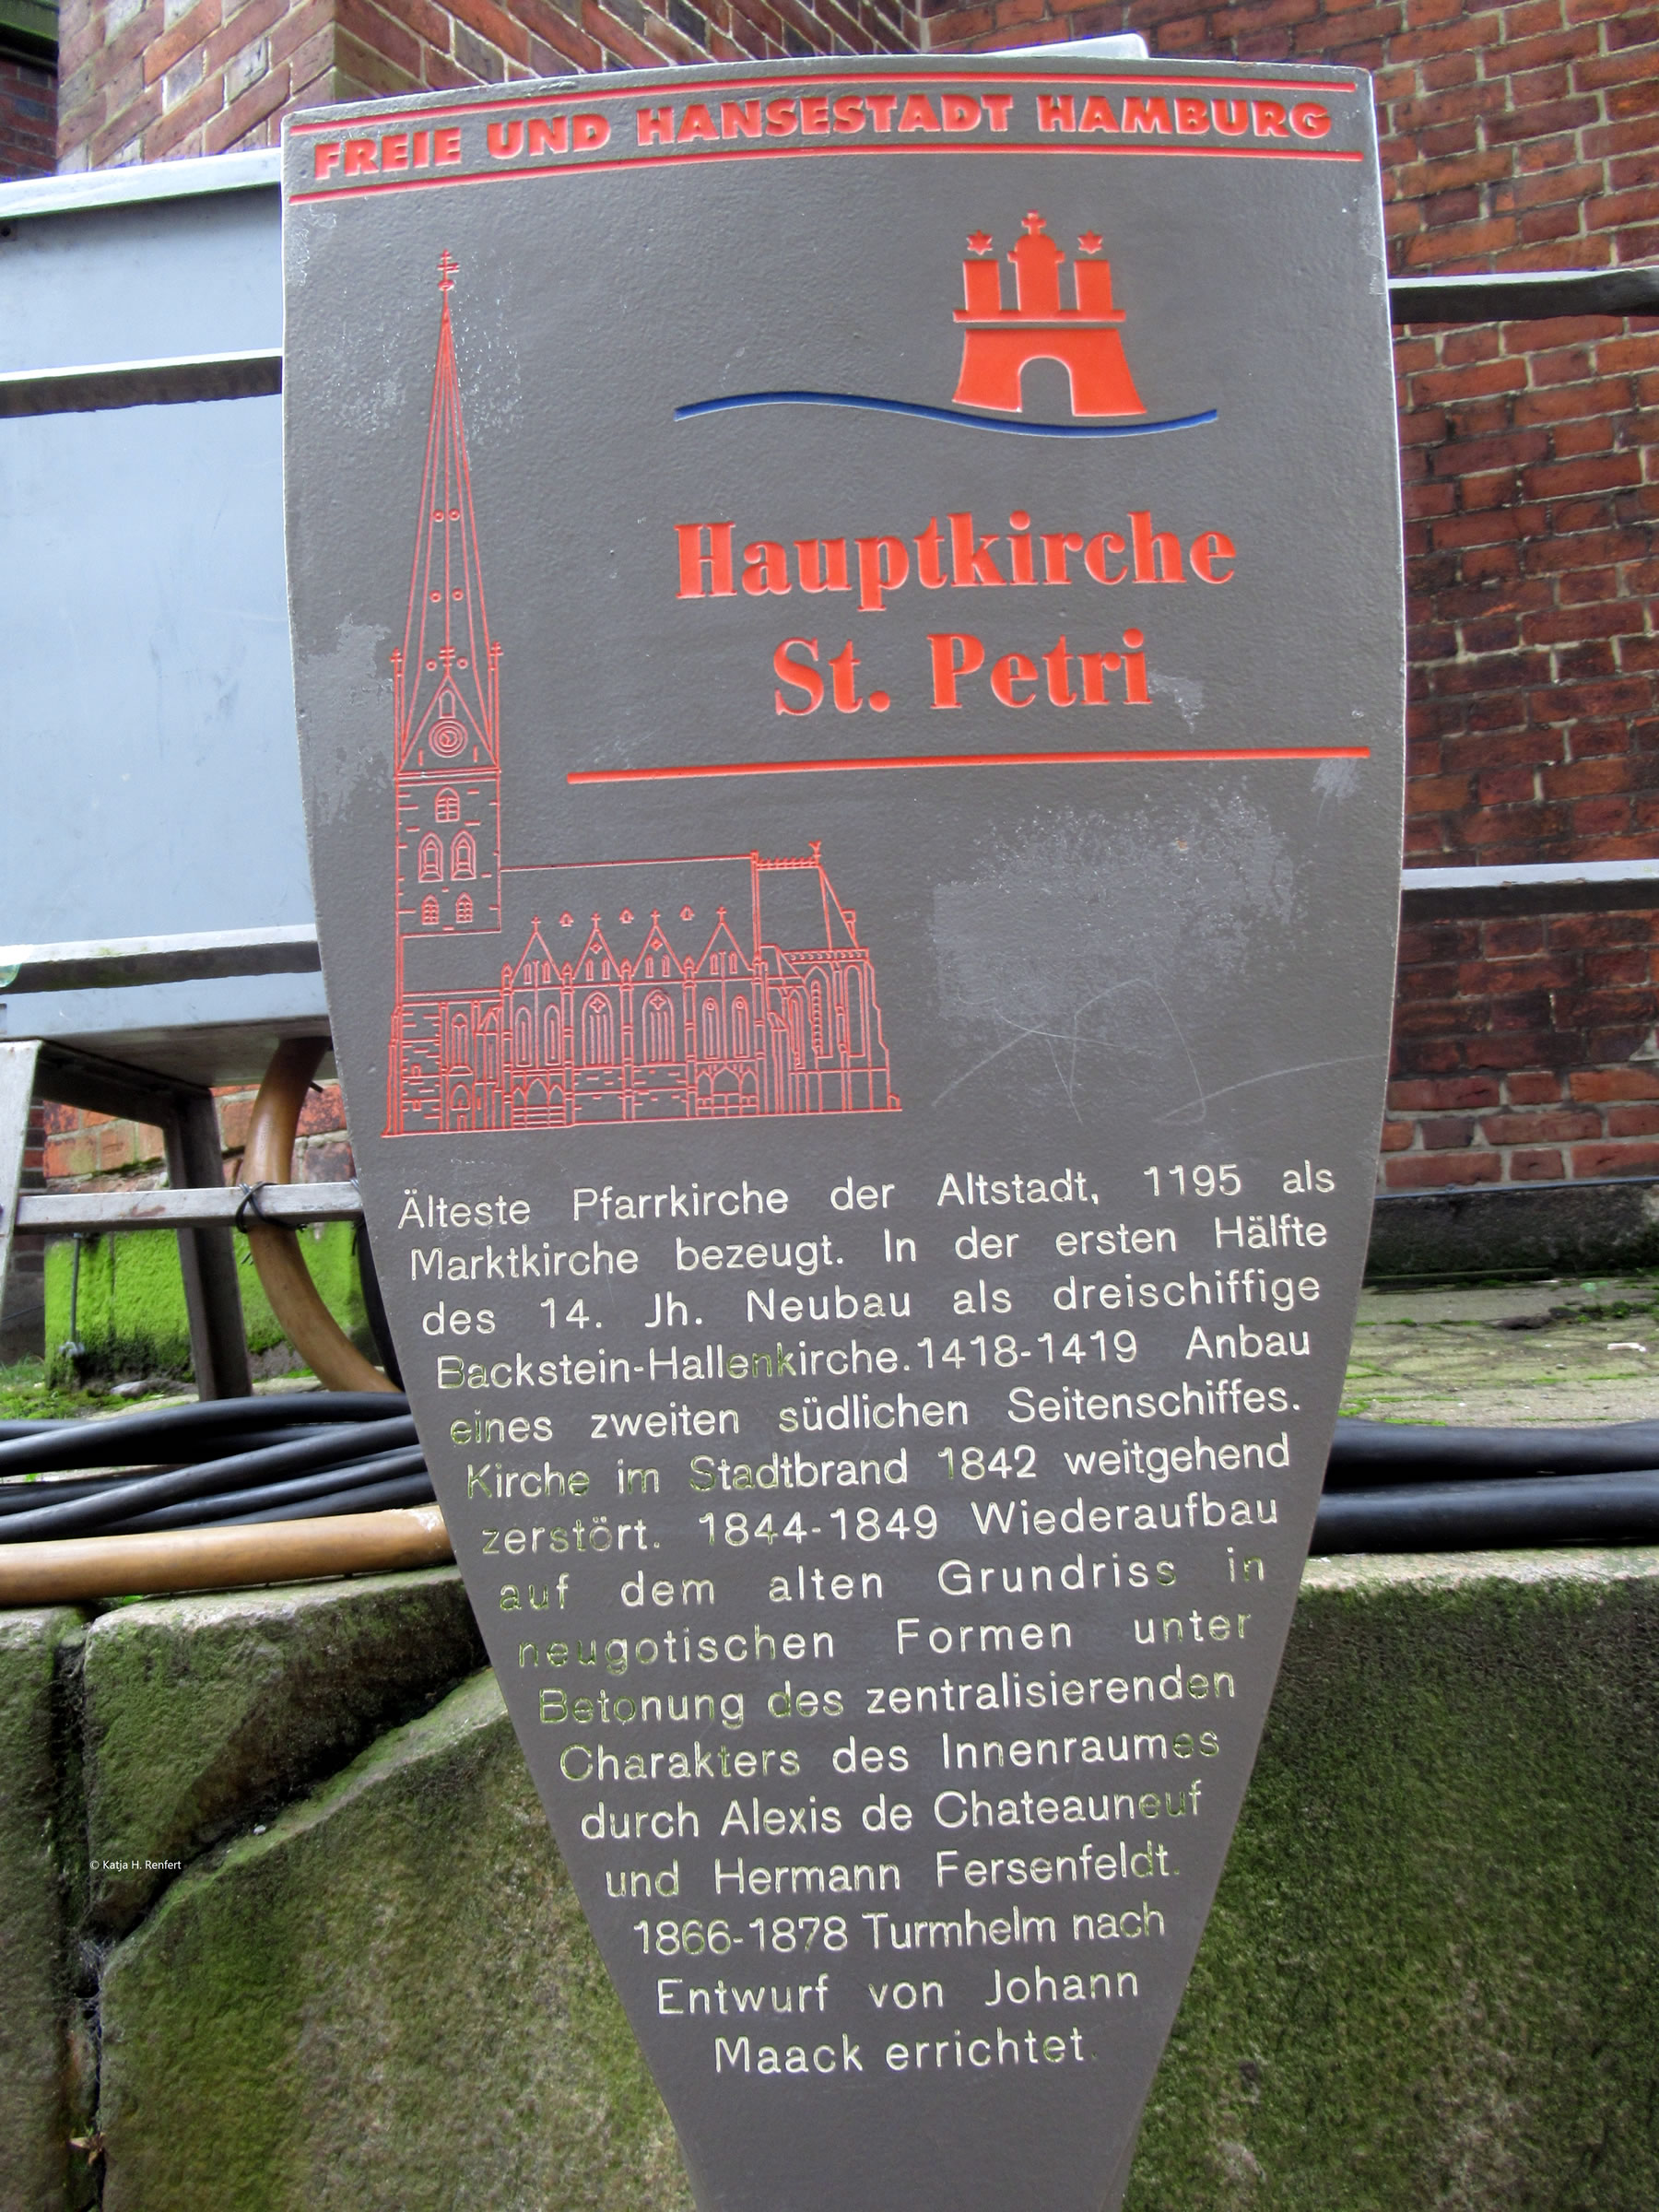 FREIE UND HANSESTADT HAMBURG
Hauptkirche
St. Petri
Älteste Pfarrkirche der Altstadt, 1195 als
Marktkirche bezeugt. In der ersten Hälfte
des 14. Jh. Neubau als dreischiffige
Backstein-Hallenkirche.1418-1419 Anbau
eines zweiten südlichen Seitenschiffes.
Kirche im Stadtbrand 1842 weitgehend
zerstört. 1844-1849 Wiederaufbau
auf dem alten Grundriss in
neugotischen Formen unter
Betonung des zentralisierenden
Charakters des Innenraumes
durch Alexis de Chateauneuf
und Hermann Fersenfeldt.
1866-1878 Turmhelm nach
Entwurf von Johann
Maack errichtet.
© Katja H. Renfert